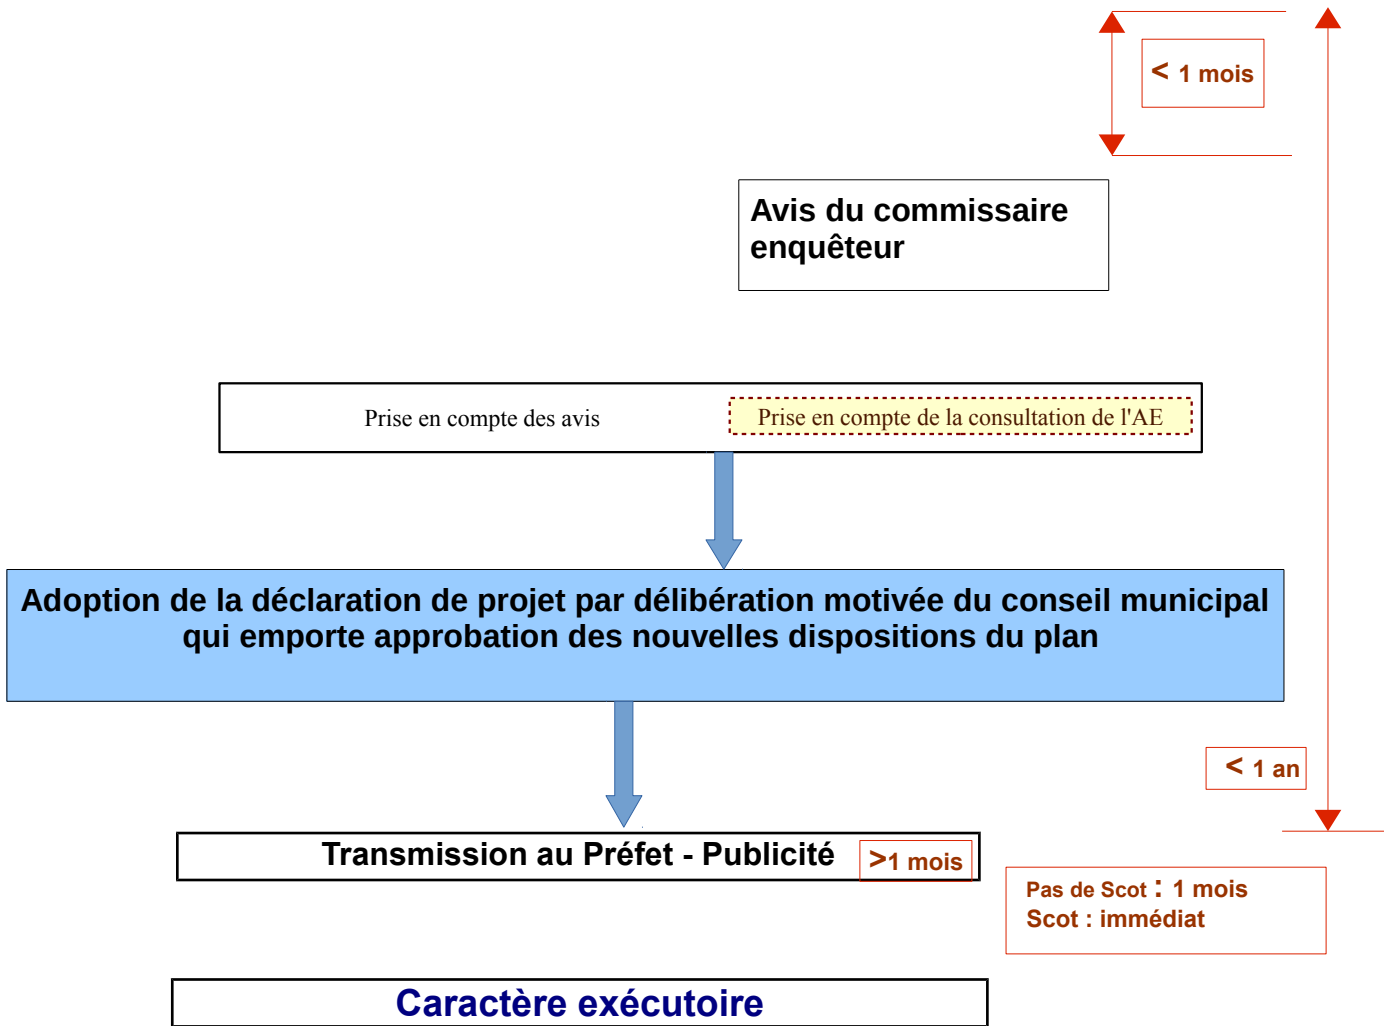 < 1 mois
Avis du commissaire
enquêteur
Prise en compte des avis
Prise en compte de la consultation de l'AE
Adoption de la déclaration de projet par délibération motivée du conseil municipal
qui emporte approbation des nouvelles dispositions du plan
< 1 an
Transmission au Préfet - Publicité
>1 mois
Pas de Scot : 1 mois
Scot : immédiat
Caractère exécutoire